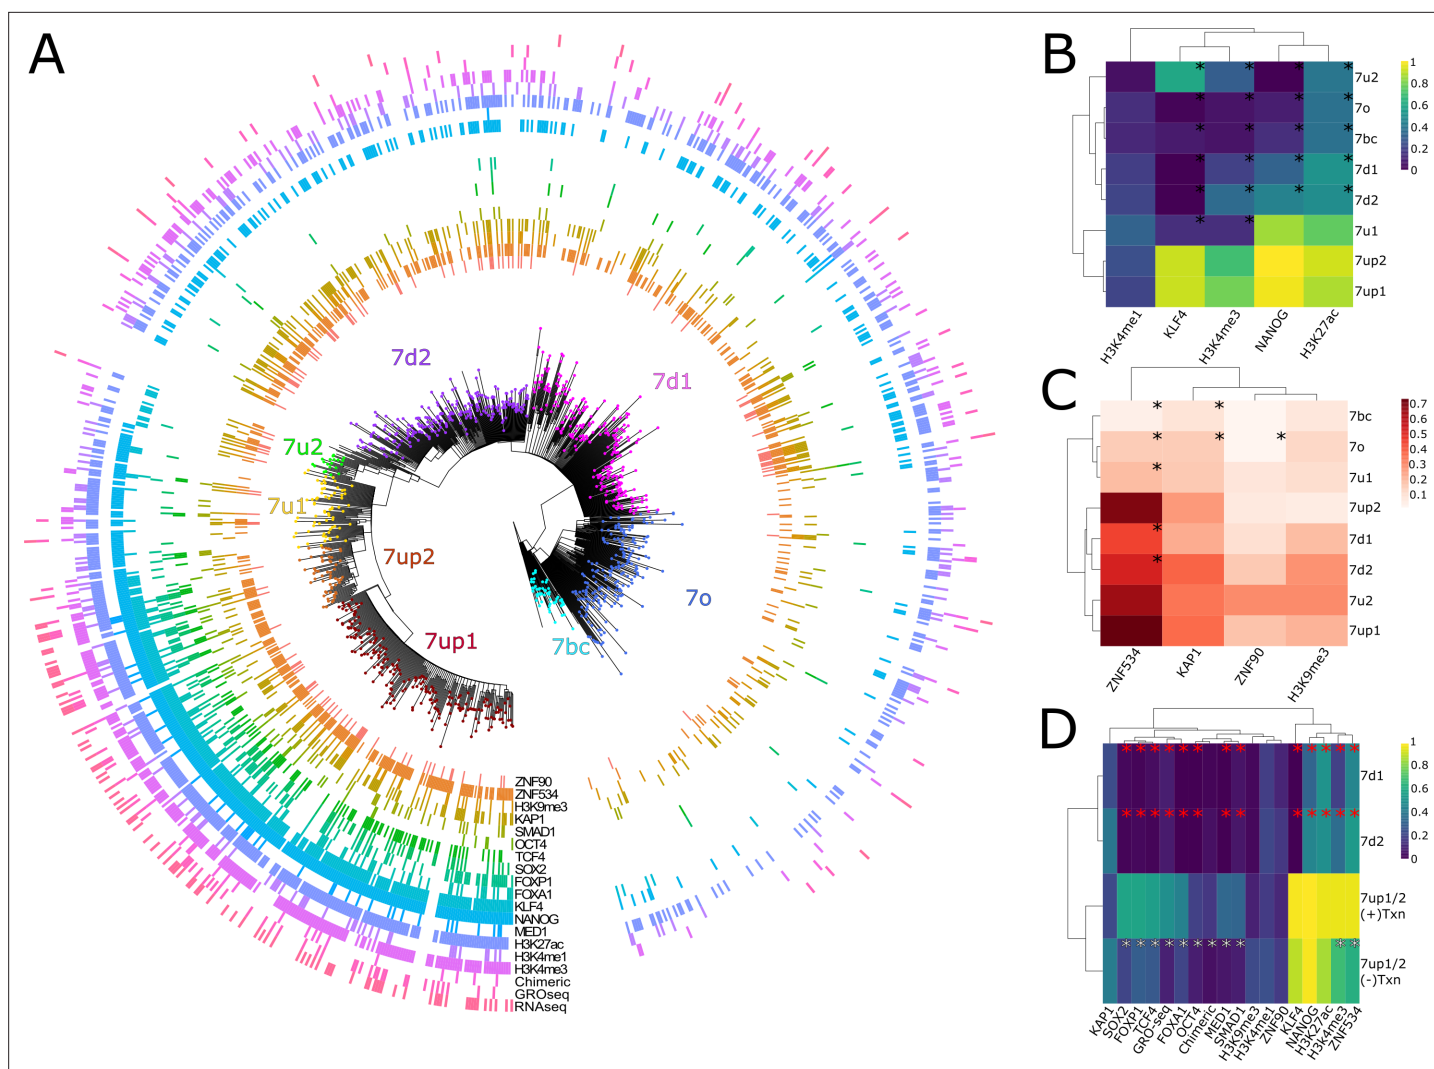 A
7d2
7d1
7u2
7u1
7up2
7o
7up1
7bc
ZNF90
ZNF534
H3K9me3
KAP1
SMAD1
OCT4
TCF4
SOX2
FOXP1
FOXA1
KLF4
NANOG
MED1
H3K27ac
H3K4me1
H3K4me3
Chimeric
GROseq
RNAseq
B
7u2
7o
7bc
7d1
7d2
7u1
7up2
7up1
H3K4me1
KLF4
H3K4me3
NANOG
H3K27ac
1
0.8
0.6
0.4
0.2
0
C
7bc
7o
7u1
7up2
7d1
7d2
7u2
7up1
ZNF534
KAP1
ZNF90
H3K9me3
0.7
0.6
0.5
0.4
0.3
0.2
0.1
D
7d1
7d2
7up1/2
(+)Txn
7up1/2
(-)Txn
KAP1
SOX2
FOXP1
TCF4
GRO-seq
FOXA1
OCT4
Chimeric
MED1
SMAD1
H3K9me3
H3K4me1
ZNF90
KLF4
NANOG
H3K27ac
H3K4me3
ZNF534
1
0.8
0.6
0.4
0.2
0